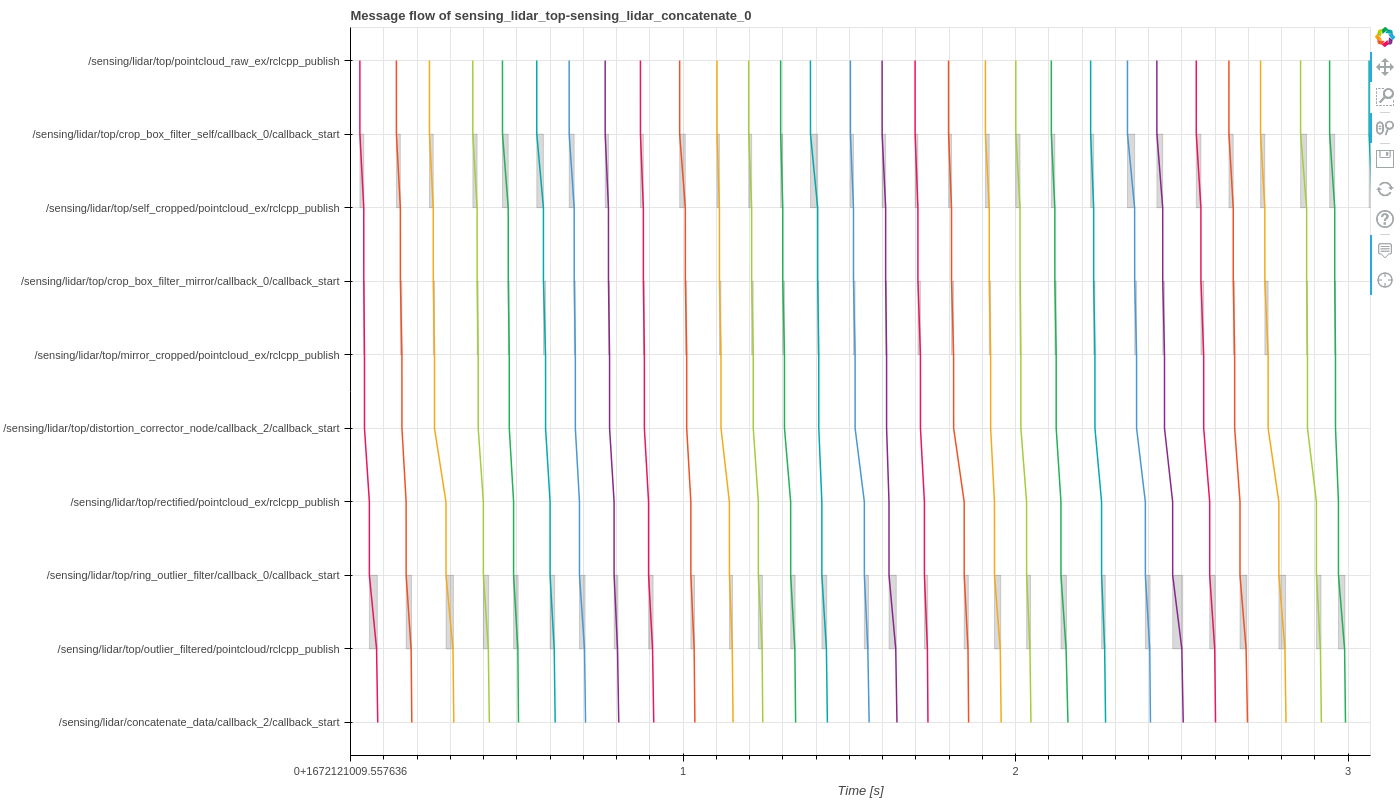 Message flow of sensing_lidar_top-sensing_lidar_concatenate_0
/sensing/lidar/top/pointcloud_raw_ex/rclcpp_publish
/sensing/lidar/top/crop_box_filter_self/callback_0/callback_start
/sensing/lidar/top/self_cropped/pointcloud_ex/rclcpp_publish
/sensing/lidar/top/crop_box_filter_mirror/callback_0/callback_start
/sensing/lidar/top/mirror_cropped/pointcloud_ex/rclcpp_publish
/sensing/lidar/top/distortion_corrector_node/callback_2/callback_start
/sensing/lidar/top/rectified/pointcloud_ex/rclcpp_publish
/sensing/lidar/top/ring_outlier_filter/callback_0/callback_start
/sensing/lidar/top/outlier_filtered/pointcloud/rclcpp_publish
/sensing/lidar/concatenate_data/callback_2/callback_start
0+1672121009.557636 1 2 3
Time [s]